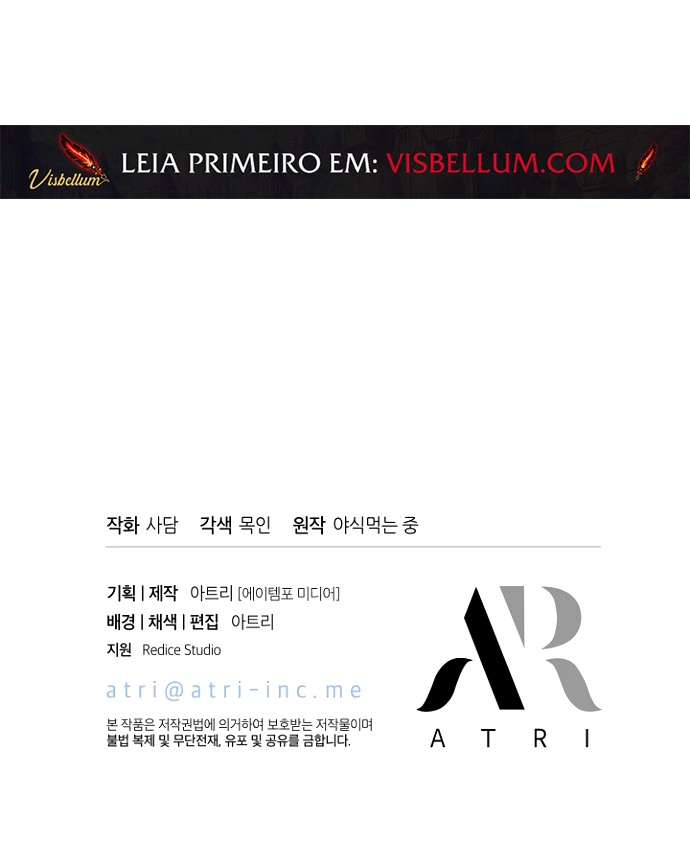 Visbellum
LEIA PRIMEIRO EM: VISBELLUM.COM
작화 사담 각색 목인 원작 야식먹는 중
기획 | 제작 아트리 [에이템포 미디어]
배경 | 채색 | 편집 아트리
지원 Redice Studio
atri@atri-inc.me
본 작품은 저작권법에 의거하여 보호받는 저작물이며
불법 복제 및 무단전재, 유포 및 공유를 금합니다.
AR
ATRI